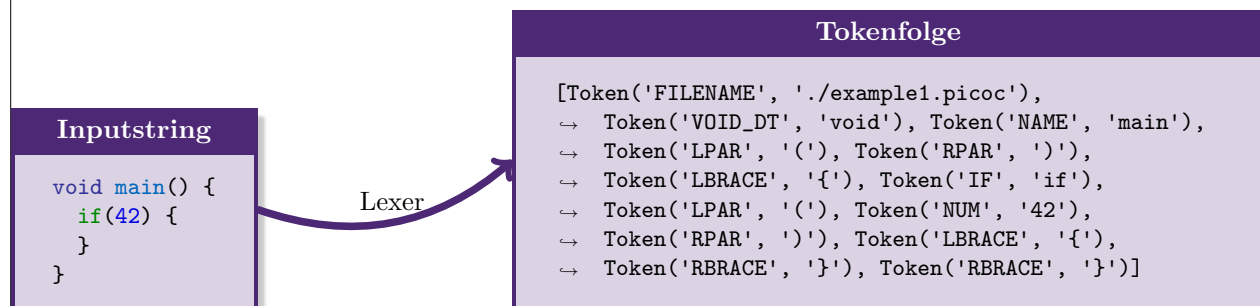 Inputstring
void main() {
  if(42) {
  }
}
Lexer
Tokenfolge
[Token('FILENAME', './example1.picoc'),
↪  Token('VOID_DT', 'void'), Token('NAME', 'main'),
↪  Token('LPAR', '('), Token('RPAR', ')'),
↪  Token('LBRACE', '{'), Token('IF', 'if'),
↪  Token('LPAR', '('), Token('NUM', '42'),
↪  Token('RPAR', ')'), Token('LBRACE', '{'),
↪  Token('RBRACE', '}'), Token('RBRACE', '}')]